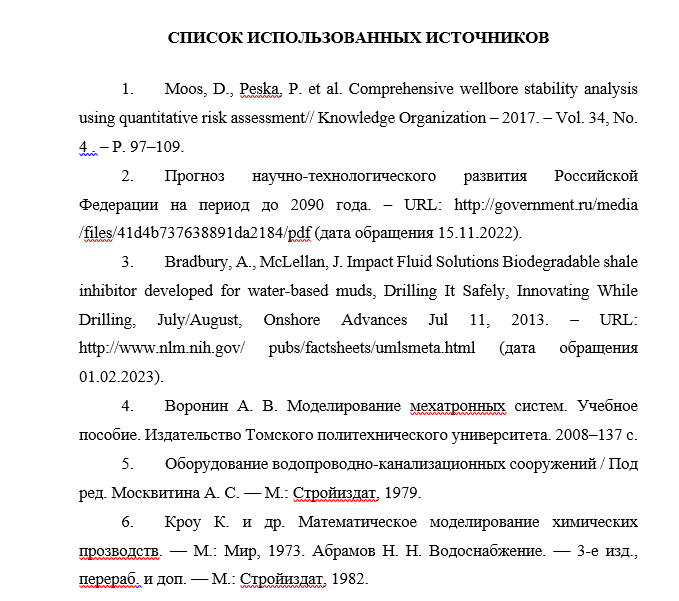 СПИСОК ИСПОЛЬЗОВАННЫХ ИСТОЧНИКОВ
1. Moos, D., Peska, P. et al. Comprehensive wellbore stability analysis
using quantitative risk assessment// Knowledge Organization – 2017. – Vol. 34, No.
4 . – P. 97–109.
2. Прогноз научно-технологического развития Российской
Федерации на период до 2090 года. – URL: http://government.ru/media
/files/41d4b737638891da2184/pdf (дата обращения 15.11.2022).
3. Bradbury, A., McLellan, J. Impact Fluid Solutions Biodegradable shale
inhibitor developed for water-based muds, Drilling It Safely, Innovating While
Drilling, July/August, Onshore Advances Jul 11, 2013. – URL:
http://www.nlm.nih.gov/ pubs/factsheets/umlsmeta.html (дата обращения
01.02.2023).
4. Воронин А. В. Моделирование мехатронных систем. Учебное
пособие. Издательство Томского политехнического университета. 2008–137 с.
5. Оборудование водопроводно-канализационных сооружений / Под
ред. Москвитина А. С. — М.: Стройиздат, 1979.
6. Кроу К. и др. Математическое моделирование химических
прозводств. — М.: Мир, 1973. Абрамов Н. Н. Водоснабжение. — 3-е изд.,
перераб. и доп. — М.: Стройиздат, 1982.